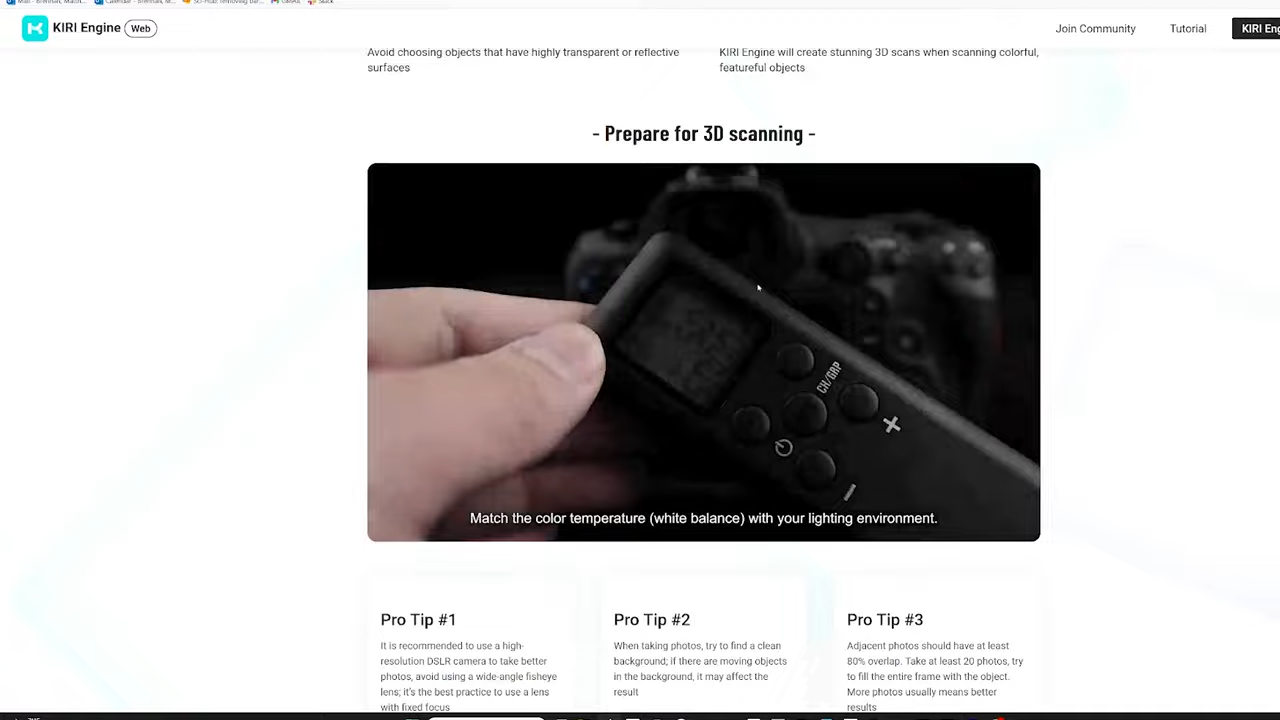 KIRI Engine Web
Join Community
Tutorial
KIRI Eng
Avoid choosing objects that have highly transparent or reflective
surfaces
KIRI Engine will create stunning 3D scans when scanning colorful,
featureful objects
- Prepare for 3D scanning -
CH/GRP
Match the color temperature (white balance) with your lighting environment.
Pro Tip #1
It is recommended to use a high-
resolution DSLR camera to take better
photos, avoid using a wide-angle fisheye
lens; it's the best practice to use a lens
with fixed focus
Pro Tip #2
When taking photos, try to find a clean
background; if there are moving objects
in the background, it may affect the
result
Pro Tip #3
Adjacent photos should have at least
80% overlap. Take at least 20 photos, try
to fill the entire frame with the object.
More photos usually means better
results